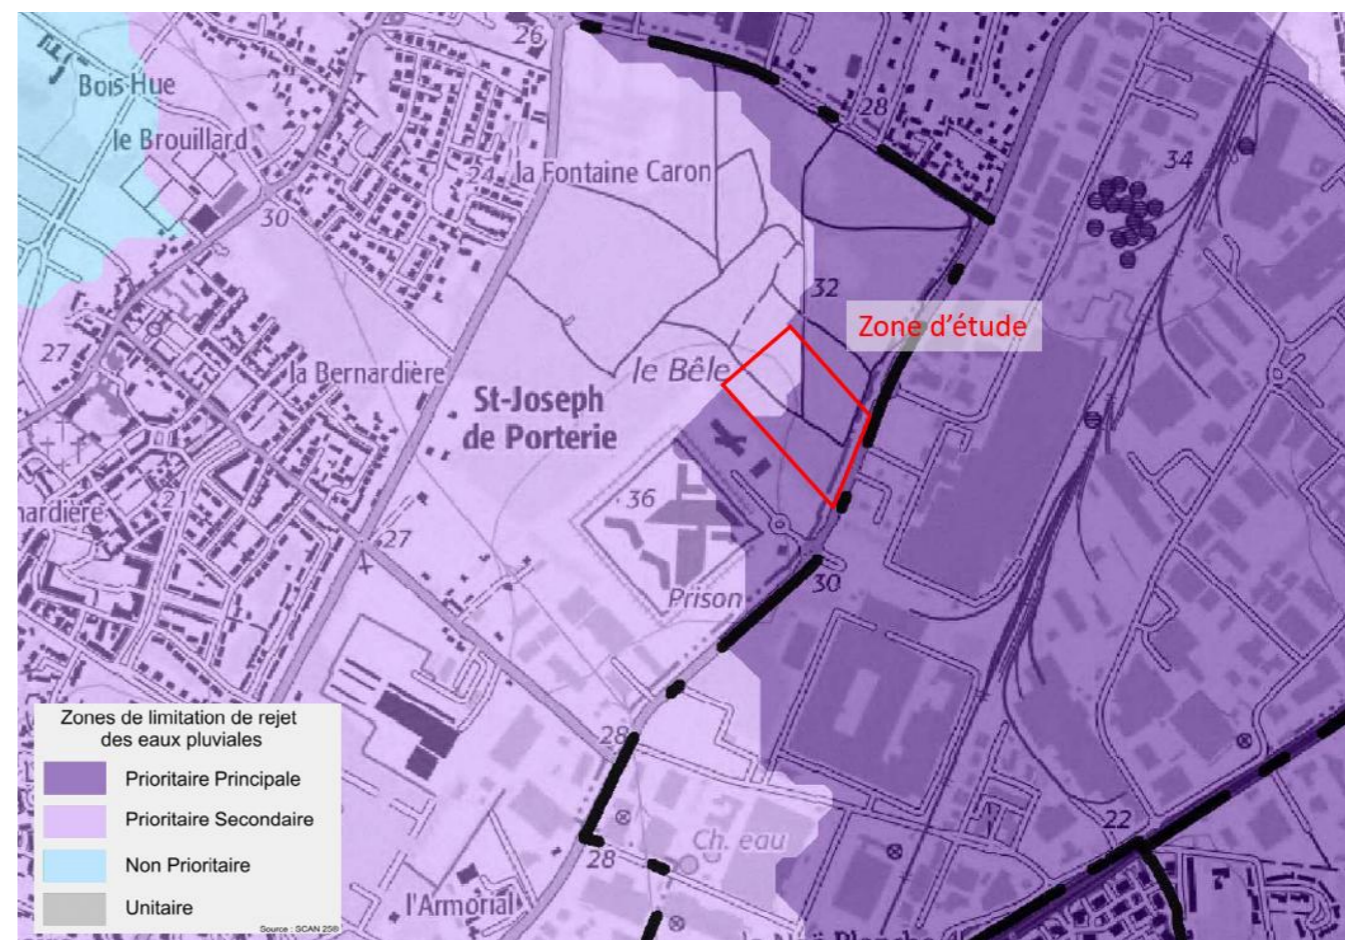 26
Bois-Hue
le Brouillard
28
34
24
la Fontaine Caron
30
32
Zone d'étude
27
la Bernardière
le Bêle
St-Joseph
de Porterie
36
21
nardière
27
30
Prison
28
22
Ch. eau
28
l'Armorial
Zones de limitation de rejet
des eaux pluviales
Prioritaire Principale
Prioritaire Secondaire
Non Prioritaire
Unitaire
Source : SCAN 25®